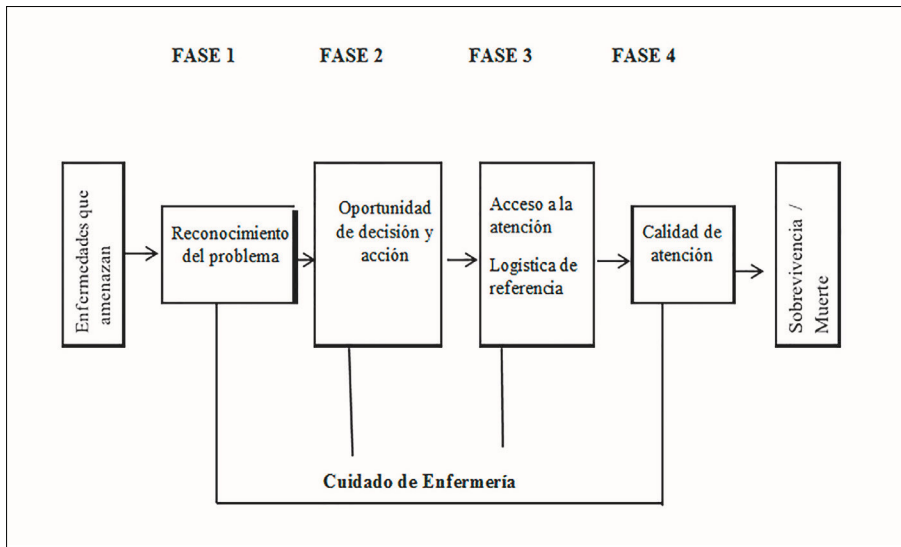 FASE 1
FASE 2
FASE 3
FASE 4
Enfermedades que
amenazan
Reconocimiento
del problema
Oportunidad
de decisión y
acción
Acceso a la
atención
Logistica de
referencia
Calidad de
atención
Sobrevivencia /
Muerte
Cuidado de Enfermería